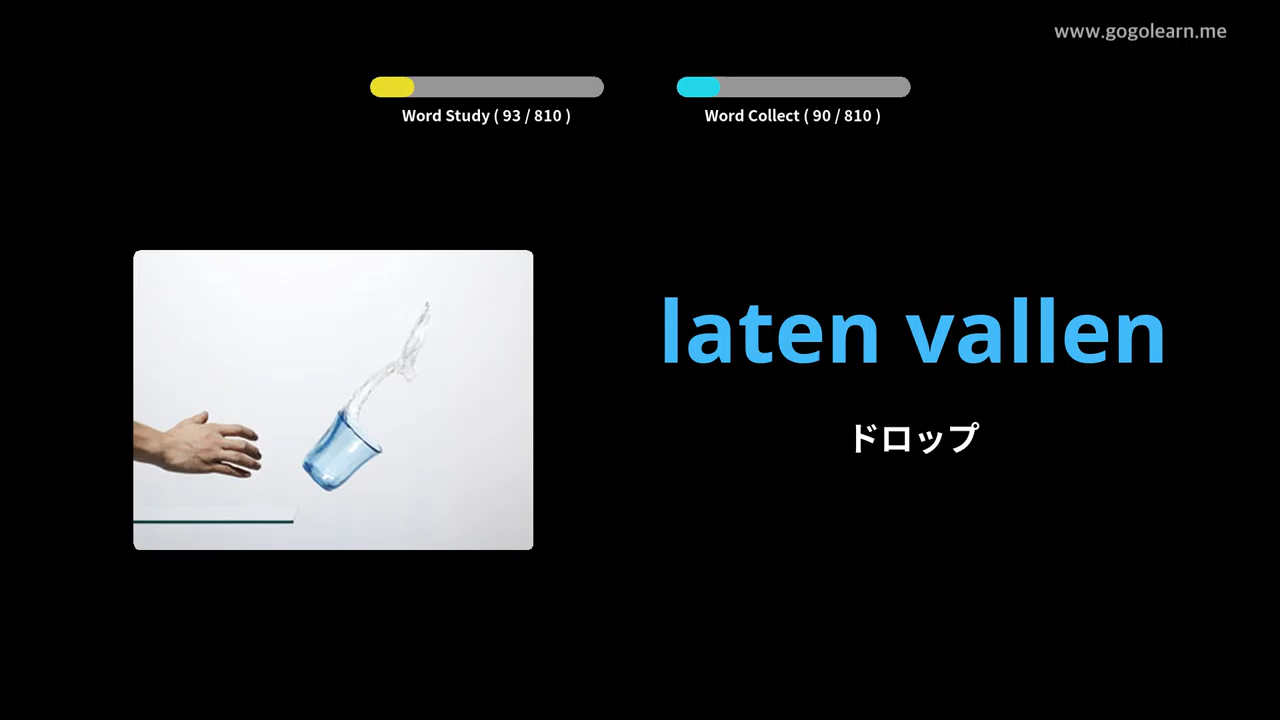 www.gogolearn.me
Word Study ( 93 / 810 )
Word Collect ( 90 / 810 )
laten vallen
ドロップ